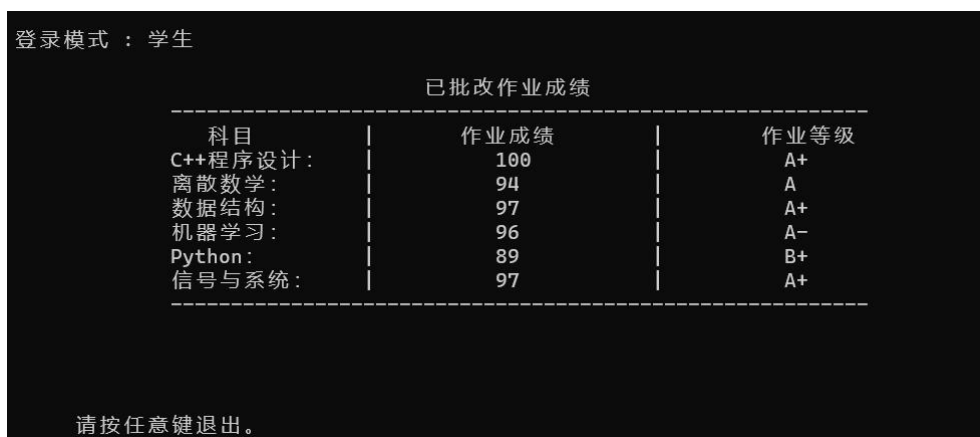 登录模式 : 学生
已批改作业成绩
------------------------------------------------------------
科目 | 作业成绩 | 作业等级
C++程序设计: | 100 | A+
离散数学: | 94 | A
数据结构: | 97 | A+
机器学习: | 96 | A-
Python: | 89 | B+
信号与系统: | 97 | A+
------------------------------------------------------------
请按任意键退出。